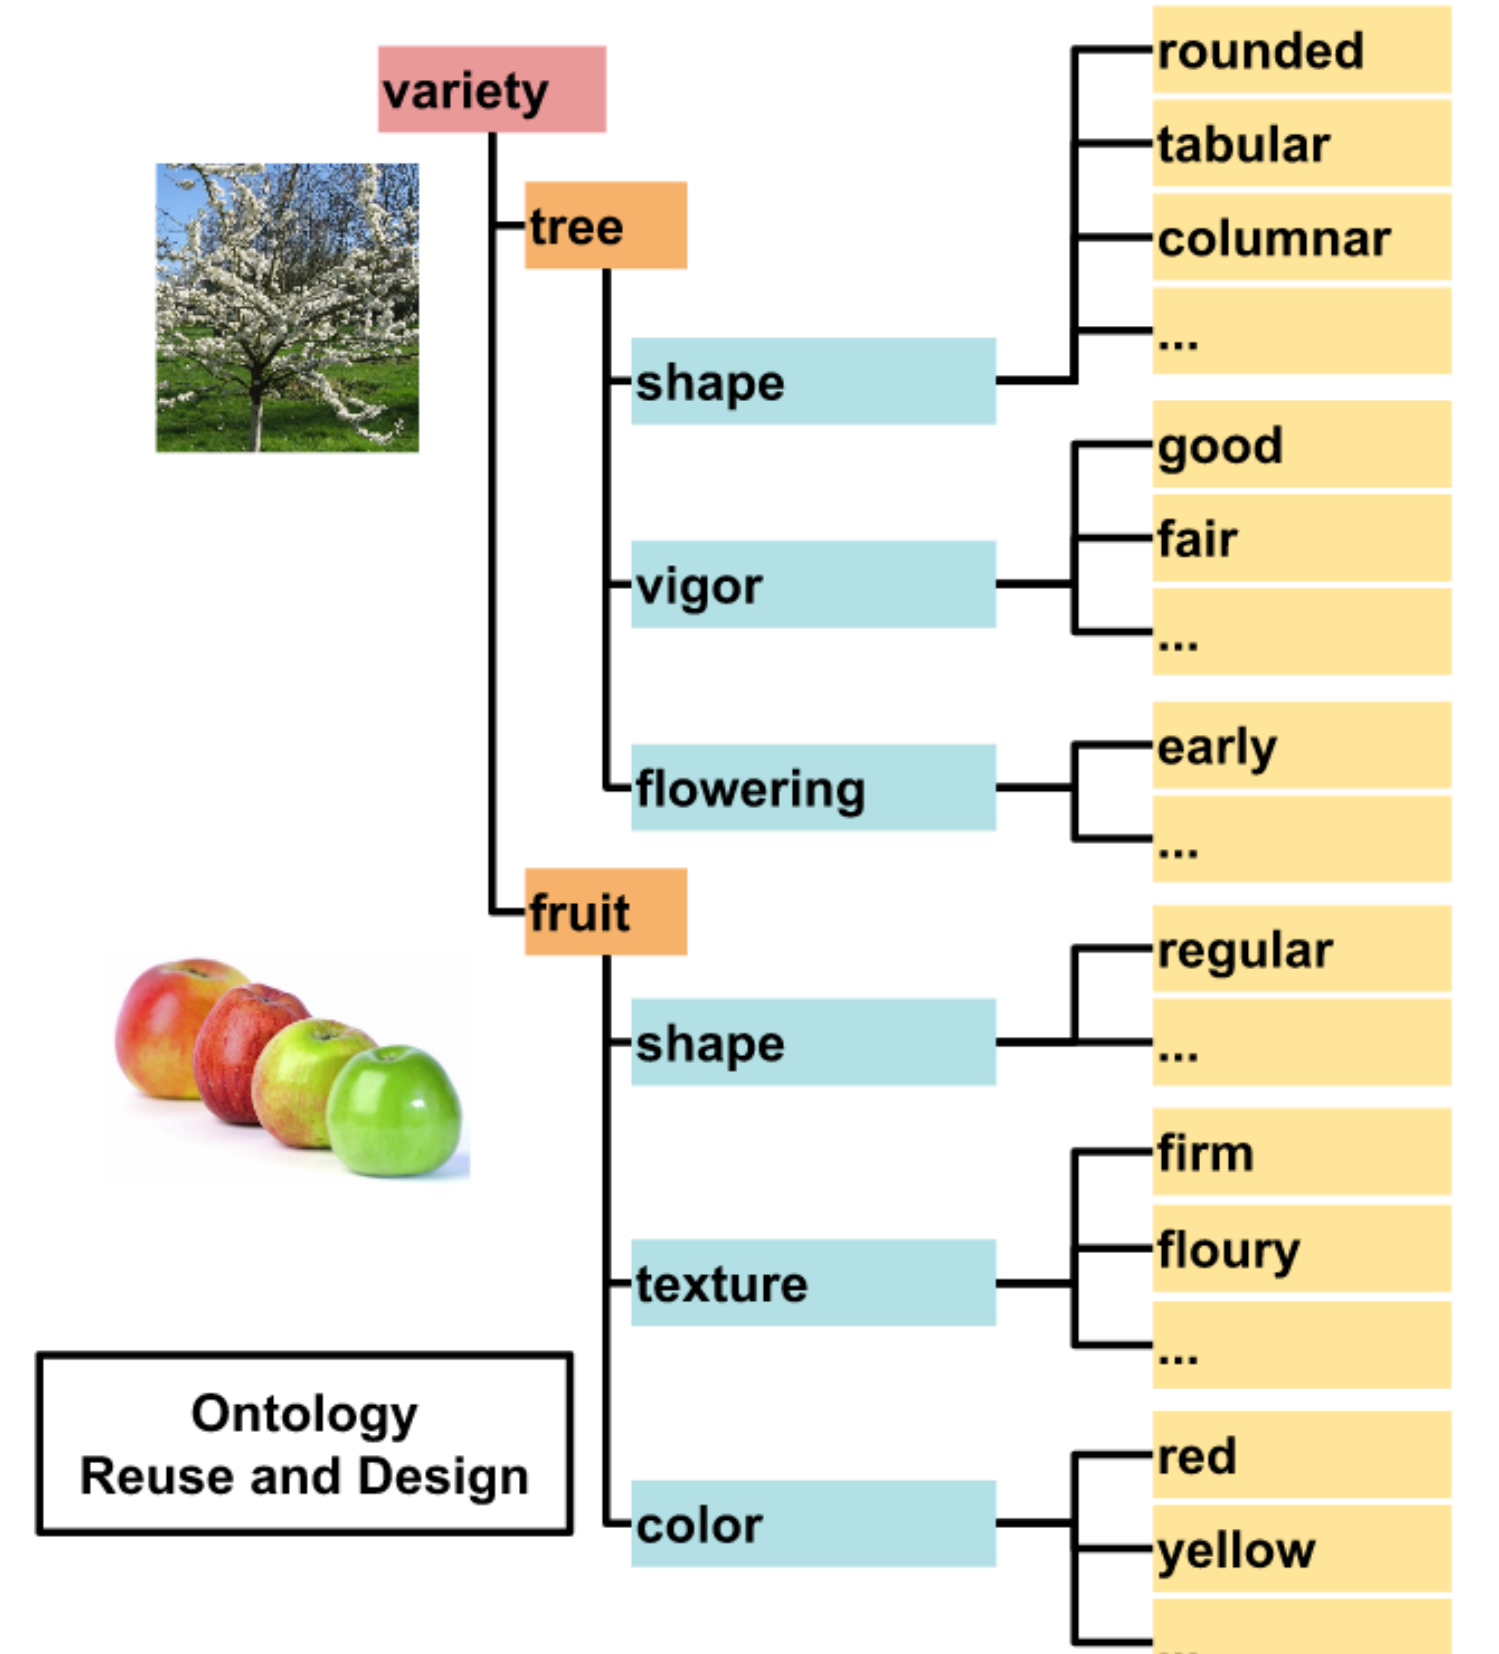 variety
tree
shape
rounded
tabular
columnar
...
vigor
good
fair
...
flowering
early
...
fruit
shape
regular
...
texture
firm
floury
...
color
red
yellow
...
Ontology
Reuse and Design